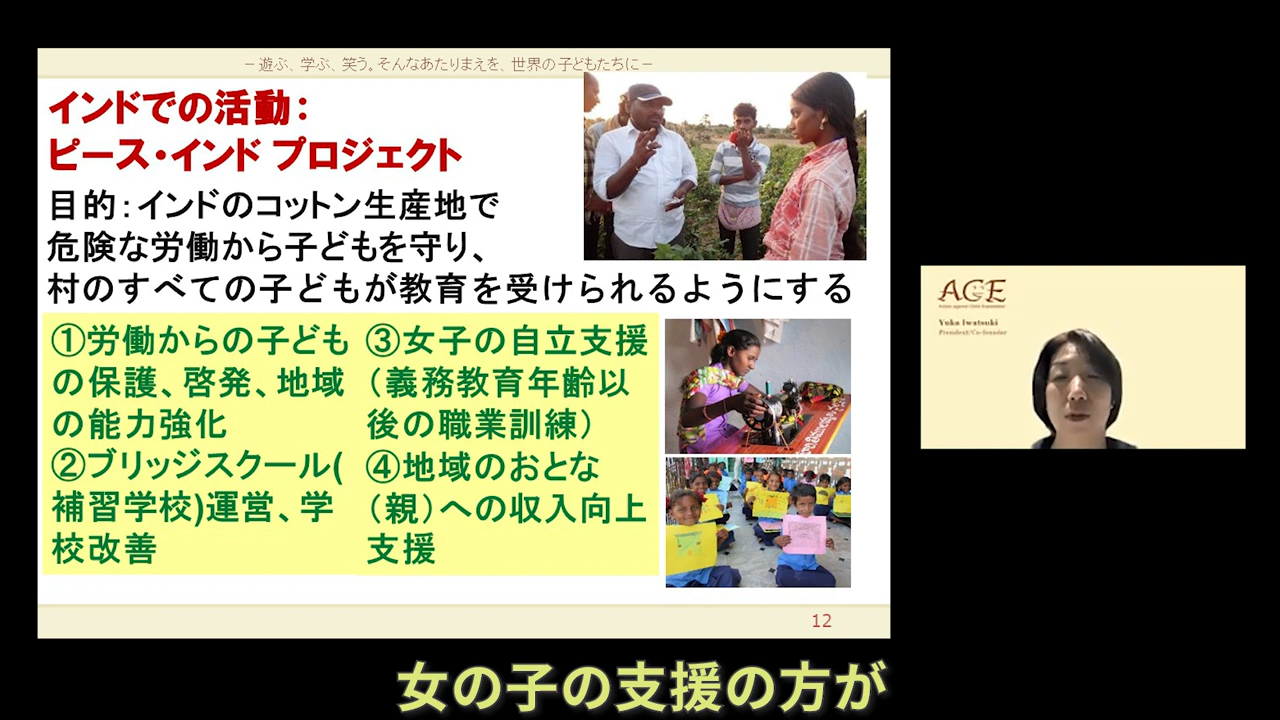 －遊ぶ、学ぶ、笑う。そんなあたりまえを、世界の子どもたちに－
インドでの活動：
ピース・インド プロジェクト
目的：インドのコットン生産地で
危険な労働から子どもを守り、
村のすべての子どもが教育を受けられるようにする
①労働からの子ども
の保護、啓発、地域
の能力強化
②ブリッジスクール(
補習学校)運営、学
校改善
③女子の自立支援
（義務教育年齢以
後の職業訓練）
④地域のおとな
（親）への収入向上
支援
12
ACE
Yuka Iwatsuki
President/Co-founder
女の子の支援の方が